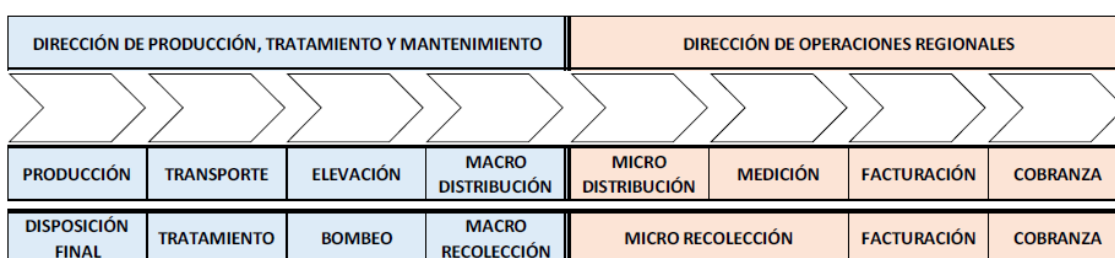 DIRECCIÓN DE PRODUCCIÓN, TRATAMIENTO Y MANTENIMIENTO
DIRECCIÓN DE OPERACIONES REGIONALES
PRODUCCIÓN
TRANSPORTE
ELEVACIÓN
MACRO
DISTRIBUCIÓN
MICRO
DISTRIBUCIÓN
MEDICIÓN
FACTURACIÓN
COBRANZA
DISPOSICIÓN
FINAL
TRATAMIENTO
BOMBEO
MACRO
RECOLECCIÓN
MICRO RECOLECCIÓN
FACTURACIÓN
COBRANZA